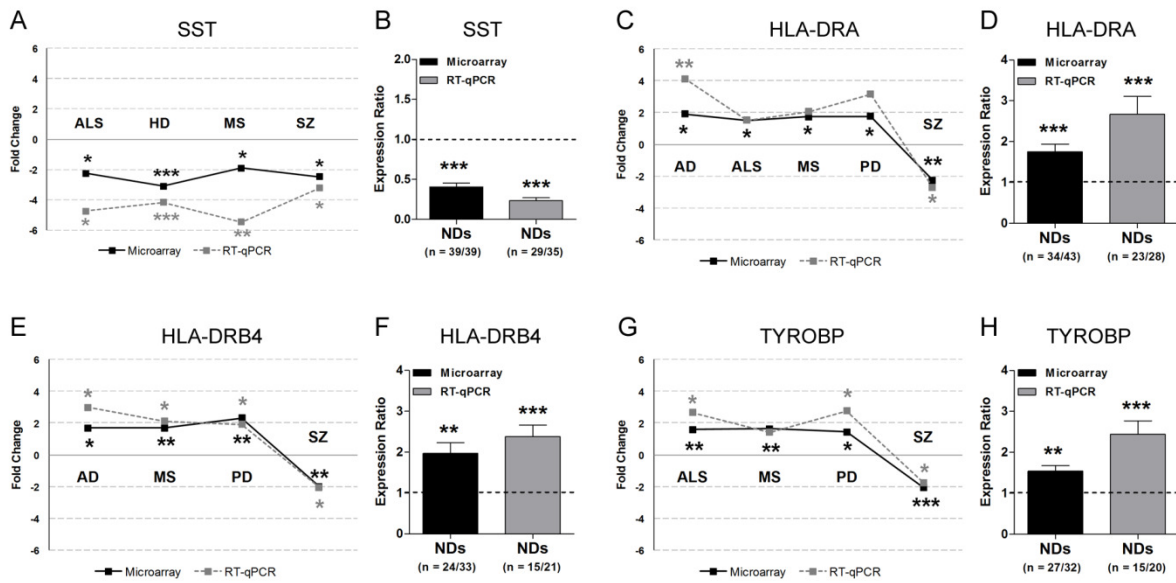 A
SST
6
4
2
0
-2
-4
-6
Fold Change
ALS HD MS SZ
* *** * *
* *** ** *
Microarray RT-qPCR
B
SST
2.0
1.5
1.0
0.5
0.0
Expression Ratio
Microarray
RT-qPCR
*** ***
NDs NDs
(n = 39/39) (n = 29/35)
C
HLA-DRA
6
4
2
0
-2
-4
-6
Fold Change
**
* * * *
SZ
AD ALS MS PD
**
*
Microarray RT-qPCR
D
HLA-DRA
4
3
2
1
0
Expression Ratio
Microarray
RT-qPCR
*** ***
NDs NDs
(n = 34/43) (n = 23/28)
E
HLA-DRB4
6
4
2
0
-2
-4
-6
Fold Change
* * *
* ** **
SZ
AD MS PD
**
*
Microarray RT-qPCR
F
HLA-DRB4
4
3
2
1
0
Expression Ratio
Microarray
RT-qPCR
** ***
NDs NDs
(n = 24/33) (n = 15/21)
G
TYROBP
6
4
2
0
-2
-4
-6
Fold Change
* *
** ** *
SZ
ALS MS PD
*
***
Microarray RT-qPCR
H
TYROBP
4
3
2
1
0
Expression Ratio
Microarray
RT-qPCR
** ***
NDs NDs
(n = 27/32) (n = 15/20)